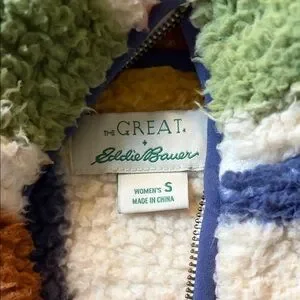 THE GREAT.
+
Eddie Bauer
WOMEN'S S
MADE IN CHINA